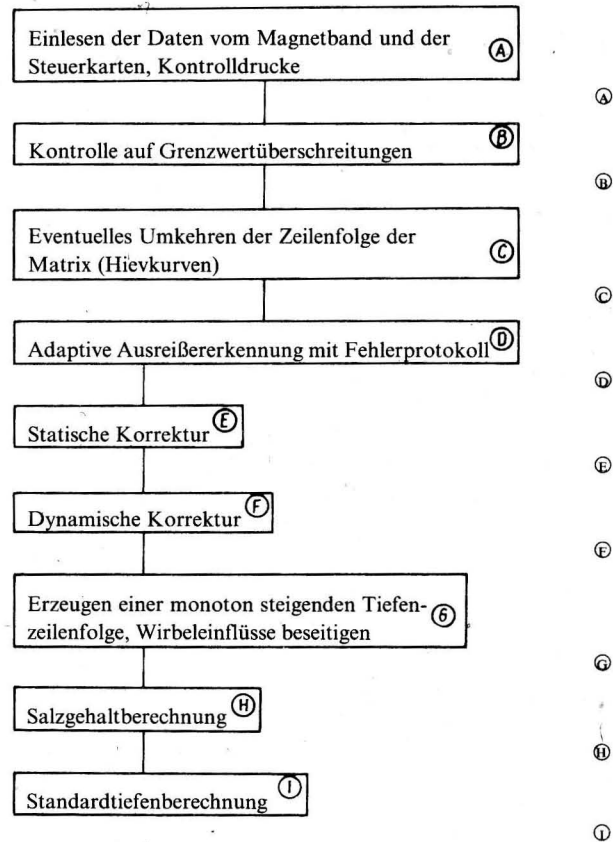 Einlesen der Daten vom Magnetband und der
Steuerkarten, Kontrolldrucke Ⓐ
Ⓐ
Kontrolle auf Grenzwertüberschreitungen Ⓑ
Ⓑ
Eventuelles Umkehren der Zeilenfolge der
Matrix (Hievkurven) Ⓒ
Ⓒ
Adaptive Ausreißererkennung mit Fehlerprotokoll Ⓓ
Ⓓ
Statische Korrektur Ⓔ
Ⓔ
Dynamische Korrektur Ⓕ
Ⓕ
Erzeugen einer monoton steigenden Tiefen-
zeilenfolge, Wirbeleinflüsse beseitigen Ⓖ
Ⓖ
Salzgehaltberechnung Ⓗ
Ⓗ
Standardtiefenberechnung Ⓘ
Ⓘ